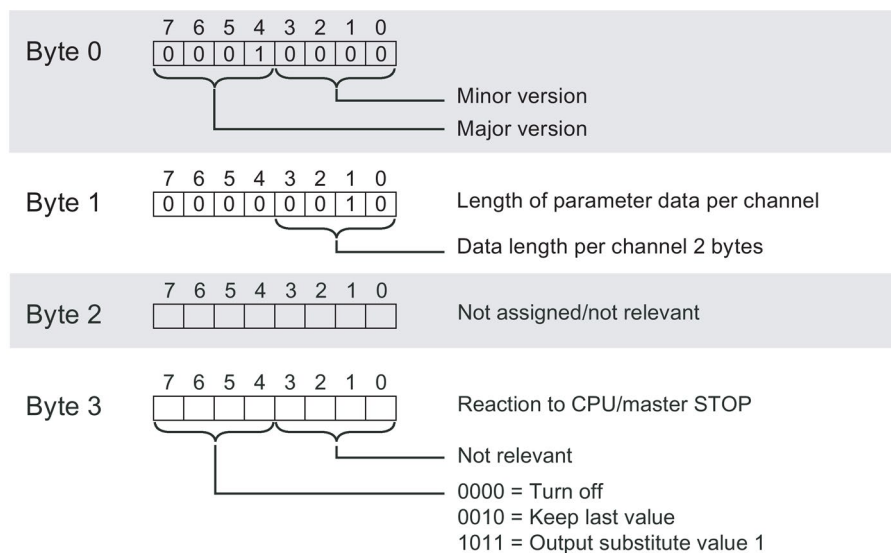 7 6 5 4 3 2 1 0
Byte 0 0 0 0 1 0 0 0 0
Minor version
Major version
7 6 5 4 3 2 1 0
Byte 1 0 0 0 0 0 0 1 0 Length of parameter data per channel
Data length per channel 2 bytes
7 6 5 4 3 2 1 0
Byte 2 Not assigned/not relevant
7 6 5 4 3 2 1 0
Byte 3 Reaction to CPU/master STOP
Not relevant
0000 = Turn off
0010 = Keep last value
1011 = Output substitute value 1